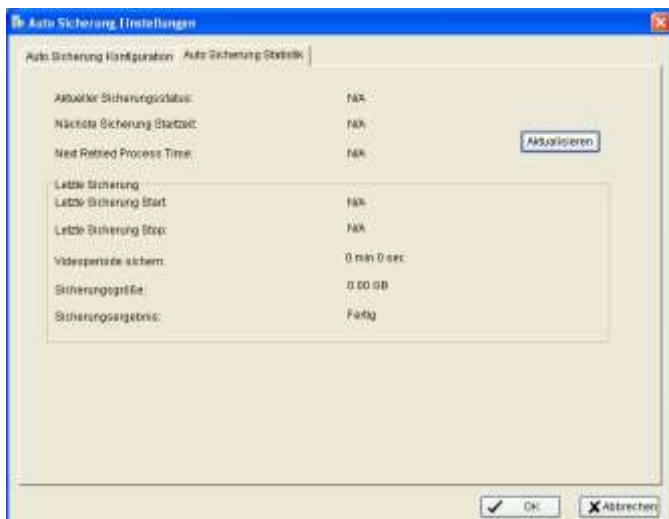 Auto Sicherung Einstellungen
Auto Sicherung Konfiguration Auto Sicherung Statistik
Aktueller Sicherungsstatus: N/A
Nächste Sicherung Startzeit: N/A
Aktualisieren
Next Retried Process Time: N/A
Letzte Sicherung
Letzte Sicherung Start N/A
Letzte Sicherung Stop: N/A
Videoperiode sichern: 0 min 0 sec
Sicherungsgröße: 0.00 GB
Sicherungsergebnis: Fertig
OK Abbrechen